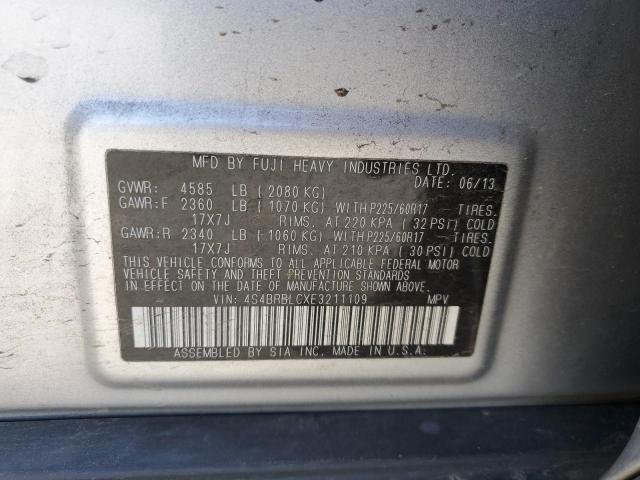 MFD BY FUJI HEAVY INDUSTRIES LTD.
DATE: 06/13
GVWR: 4585 LB (2080 KG)
GAWR:F 2360 LB (1070 KG) WITH P225/60R17 - TIRES.
17X7J RIMS. AT 220 KPA (32 PSI) COLD
GAWR:R 2340 LB (1060 KG) WITH P225/60R17 - TIRES.
17X7J RIMS. AT 210 KPA (30 PSI) COLD
THIS VEHICLE CONFORMS TO ALL APPLICABLE FEDERAL MOTOR
VEHICLE SAFETY AND THEFT PREVENTION STANDARDS
IN EFFECT ON THE DATE OF MANUFACTURE SHOWN ABOVE.
VIN: 4S4BRBLCXE3211109 MPV
ASSEMBLED BY SIA INC. MADE IN U.S.A.